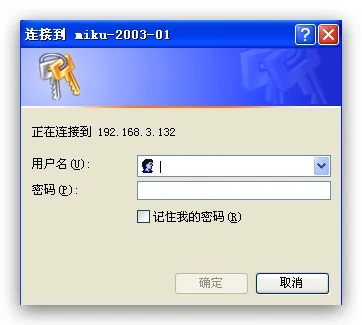 连接到 miku-2003-01
正在连接到 192.168.3.132
用户名(U):
密码(P):
记住我的密码(R)
确定 取消